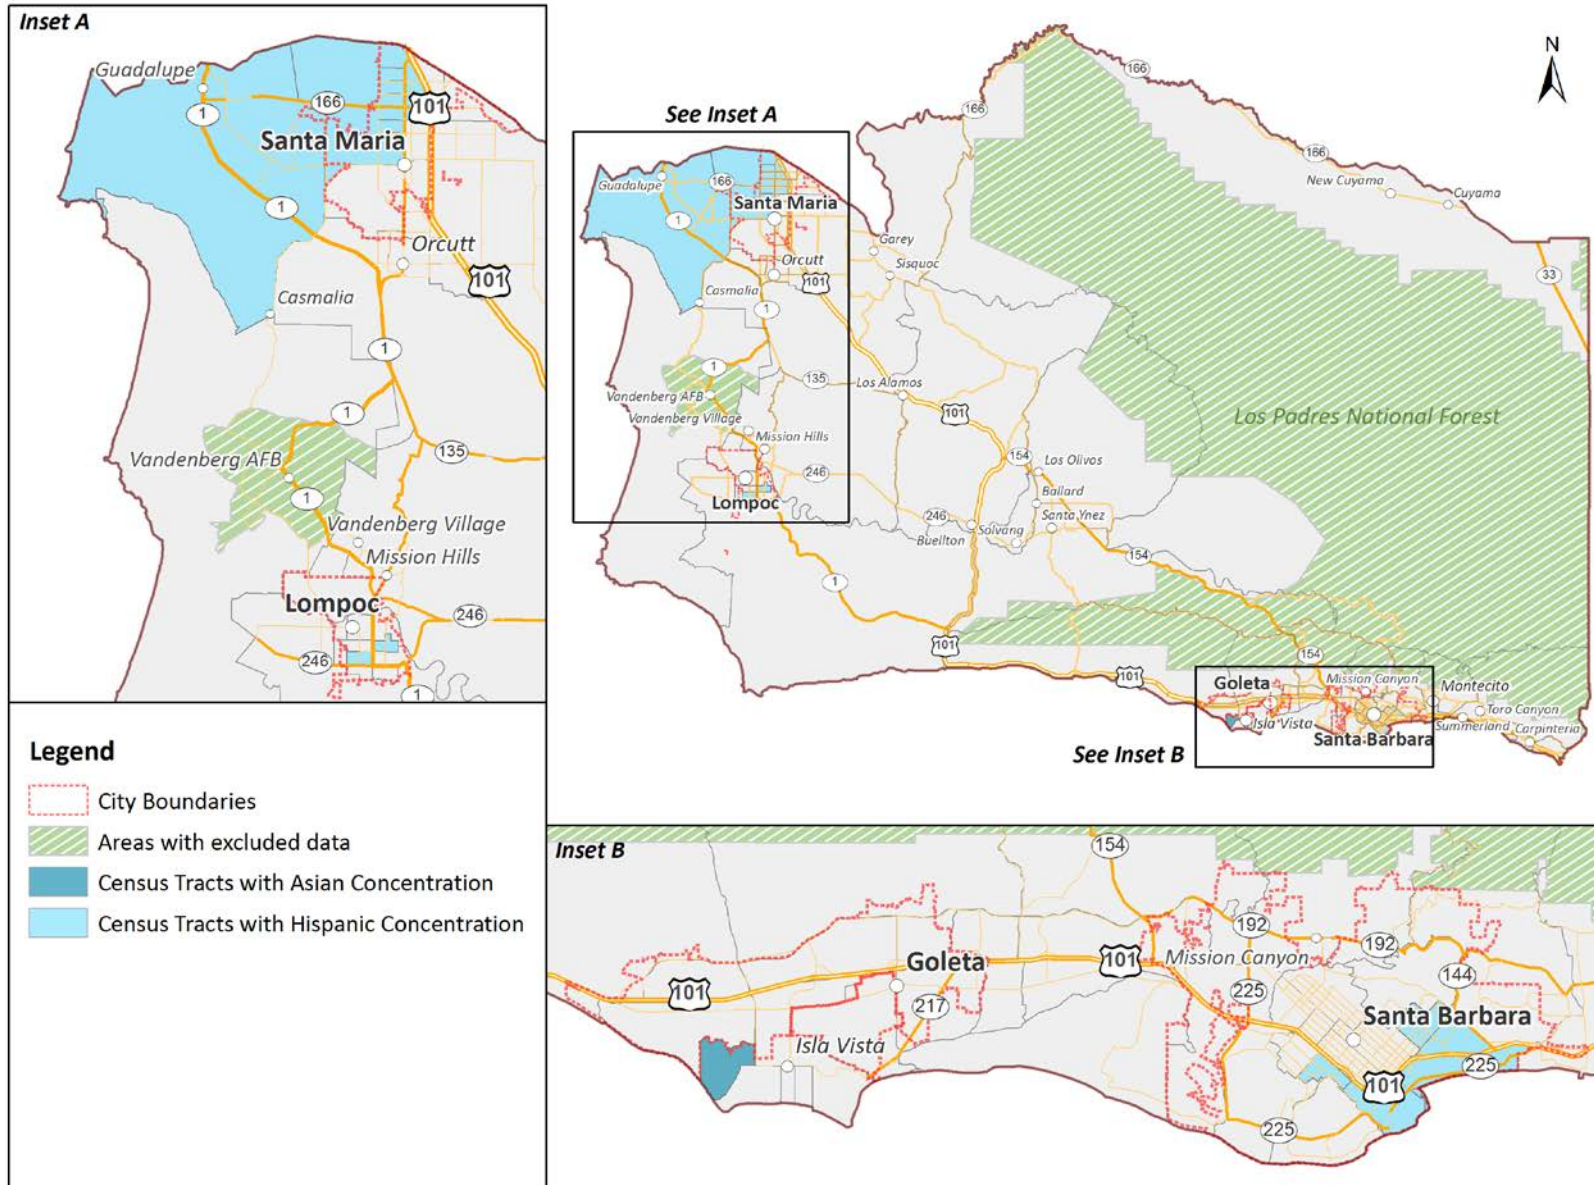 Inset A
Guadalupe
1
166
101
Santa Maria
1
Orcutt
101
Casmalia
1
1
135
Vandenberg AFB
1
Vandenberg Village
Mission Hills
Lompoc
246
246
1
Legend
City Boundaries
Areas with excluded data
Census Tracts with Asian Concentration
Census Tracts with Hispanic Concentration
N
See Inset A
166
166
166
New Cuyama
Cuyama
Guadalupe
166
Santa Maria
1
Garey
33
Orcutt
Sisquoc
101
Casmalia
1
1
135
Los Alamos
Vandenberg AFB
101
Los Padres National Forest
Vandenberg Village
Mission Hills
154
Los Olivos
246
Lompoc
Ballard
246
Santa Ynez
Solvang
Buellton
154
1
101
154
101
Goleta
Mission Canyon
Montecito
Toro Canyon
Isla Vista
Summerland
Carpinteria
Santa Barbara
See Inset B
Inset B
154
192
192
Goleta
101
Mission Canyon
144
101
225
217
Santa Barbara
Isla Vista
225
101
225